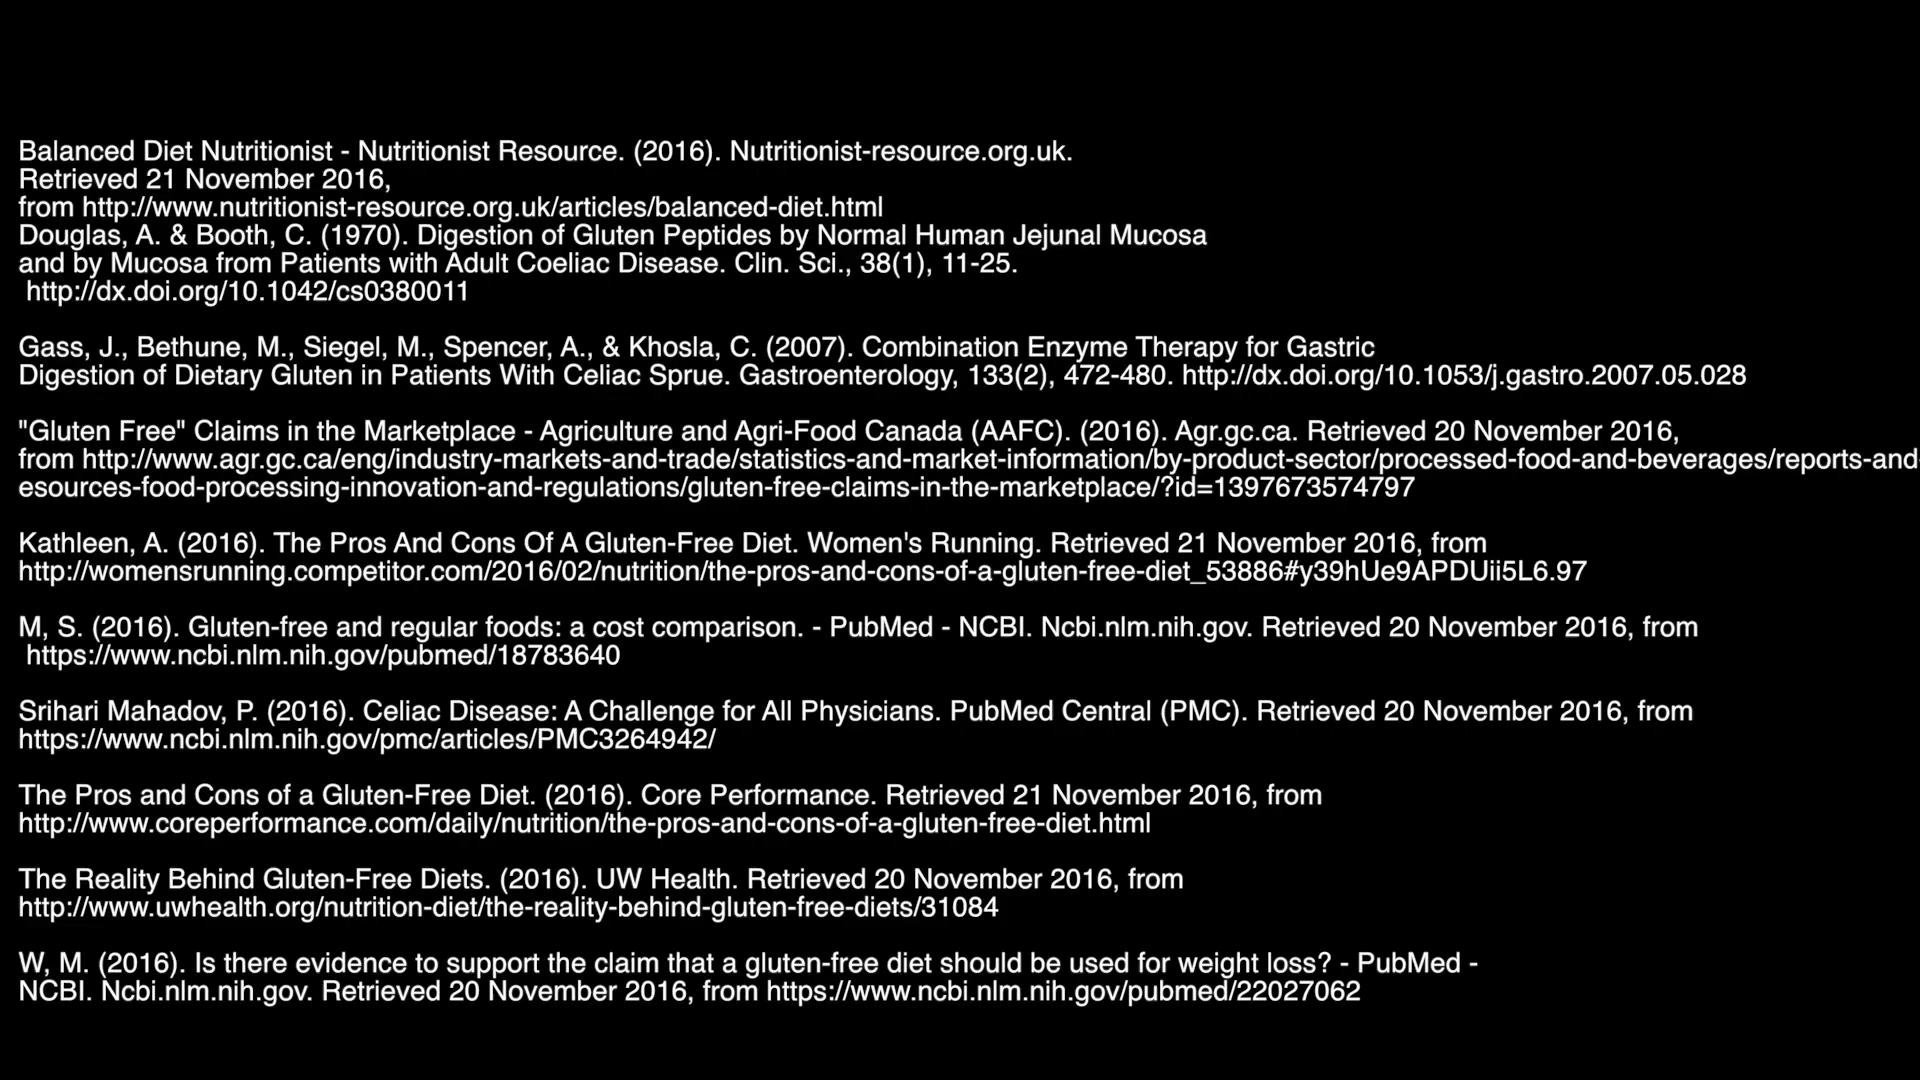 Balanced Diet Nutritionist - Nutritionist Resource. (2016). Nutritionist-resource.org.uk.
Retrieved 21 November 2016,
from http://www.nutritionist-resource.org.uk/articles/balanced-diet.html
Douglas, A. & Booth, C. (1970). Digestion of Gluten Peptides by Normal Human Jejunal Mucosa
and by Mucosa from Patients with Adult Coeliac Disease. Clin. Sci., 38(1), 11-25.
http://dx.doi.org/10.1042/cs0380011
Gass, J., Bethune, M., Siegel, M., Spencer, A., & Khosla, C. (2007). Combination Enzyme Therapy for Gastric
Digestion of Dietary Gluten in Patients With Celiac Sprue. Gastroenterology, 133(2), 472-480. http://dx.doi.org/10.1053/j.gastro.2007.05.028
"Gluten Free" Claims in the Marketplace - Agriculture and Agri-Food Canada (AAFC). (2016). Agr.gc.ca. Retrieved 20 November 2016,
from http://www.agr.gc.ca/eng/industry-markets-and-trade/statistics-and-market-information/by-product-sector/processed-food-and-beverages/reports-and-
esources-food-processing-innovation-and-regulations/gluten-free-claims-in-the-marketplace/?id=1397673574797
Kathleen, A. (2016). The Pros And Cons Of A Gluten-Free Diet. Women's Running. Retrieved 21 November 2016, from
http://womensrunning.competitor.com/2016/02/nutrition/the-pros-and-cons-of-a-gluten-free-diet_53886#y39hUe9APDUii5L6.97
M, S. (2016). Gluten-free and regular foods: a cost comparison. - PubMed - NCBI. Ncbi.nlm.nih.gov. Retrieved 20 November 2016, from
https://www.ncbi.nlm.nih.gov/pubmed/18783640
Srihari Mahadov, P. (2016). Celiac Disease: A Challenge for All Physicians. PubMed Central (PMC). Retrieved 20 November 2016, from
https://www.ncbi.nlm.nih.gov/pmc/articles/PMC3264942/
The Pros and Cons of a Gluten-Free Diet. (2016). Core Performance. Retrieved 21 November 2016, from
http://www.coreperformance.com/daily/nutrition/the-pros-and-cons-of-a-gluten-free-diet.html
The Reality Behind Gluten-Free Diets. (2016). UW Health. Retrieved 20 November 2016, from
http://www.uwhealth.org/nutrition-diet/the-reality-behind-gluten-free-diets/31084
W, M. (2016). Is there evidence to support the claim that a gluten-free diet should be used for weight loss? - PubMed -
NCBI. Ncbi.nlm.nih.gov. Retrieved 20 November 2016, from https://www.ncbi.nlm.nih.gov/pubmed/22027062